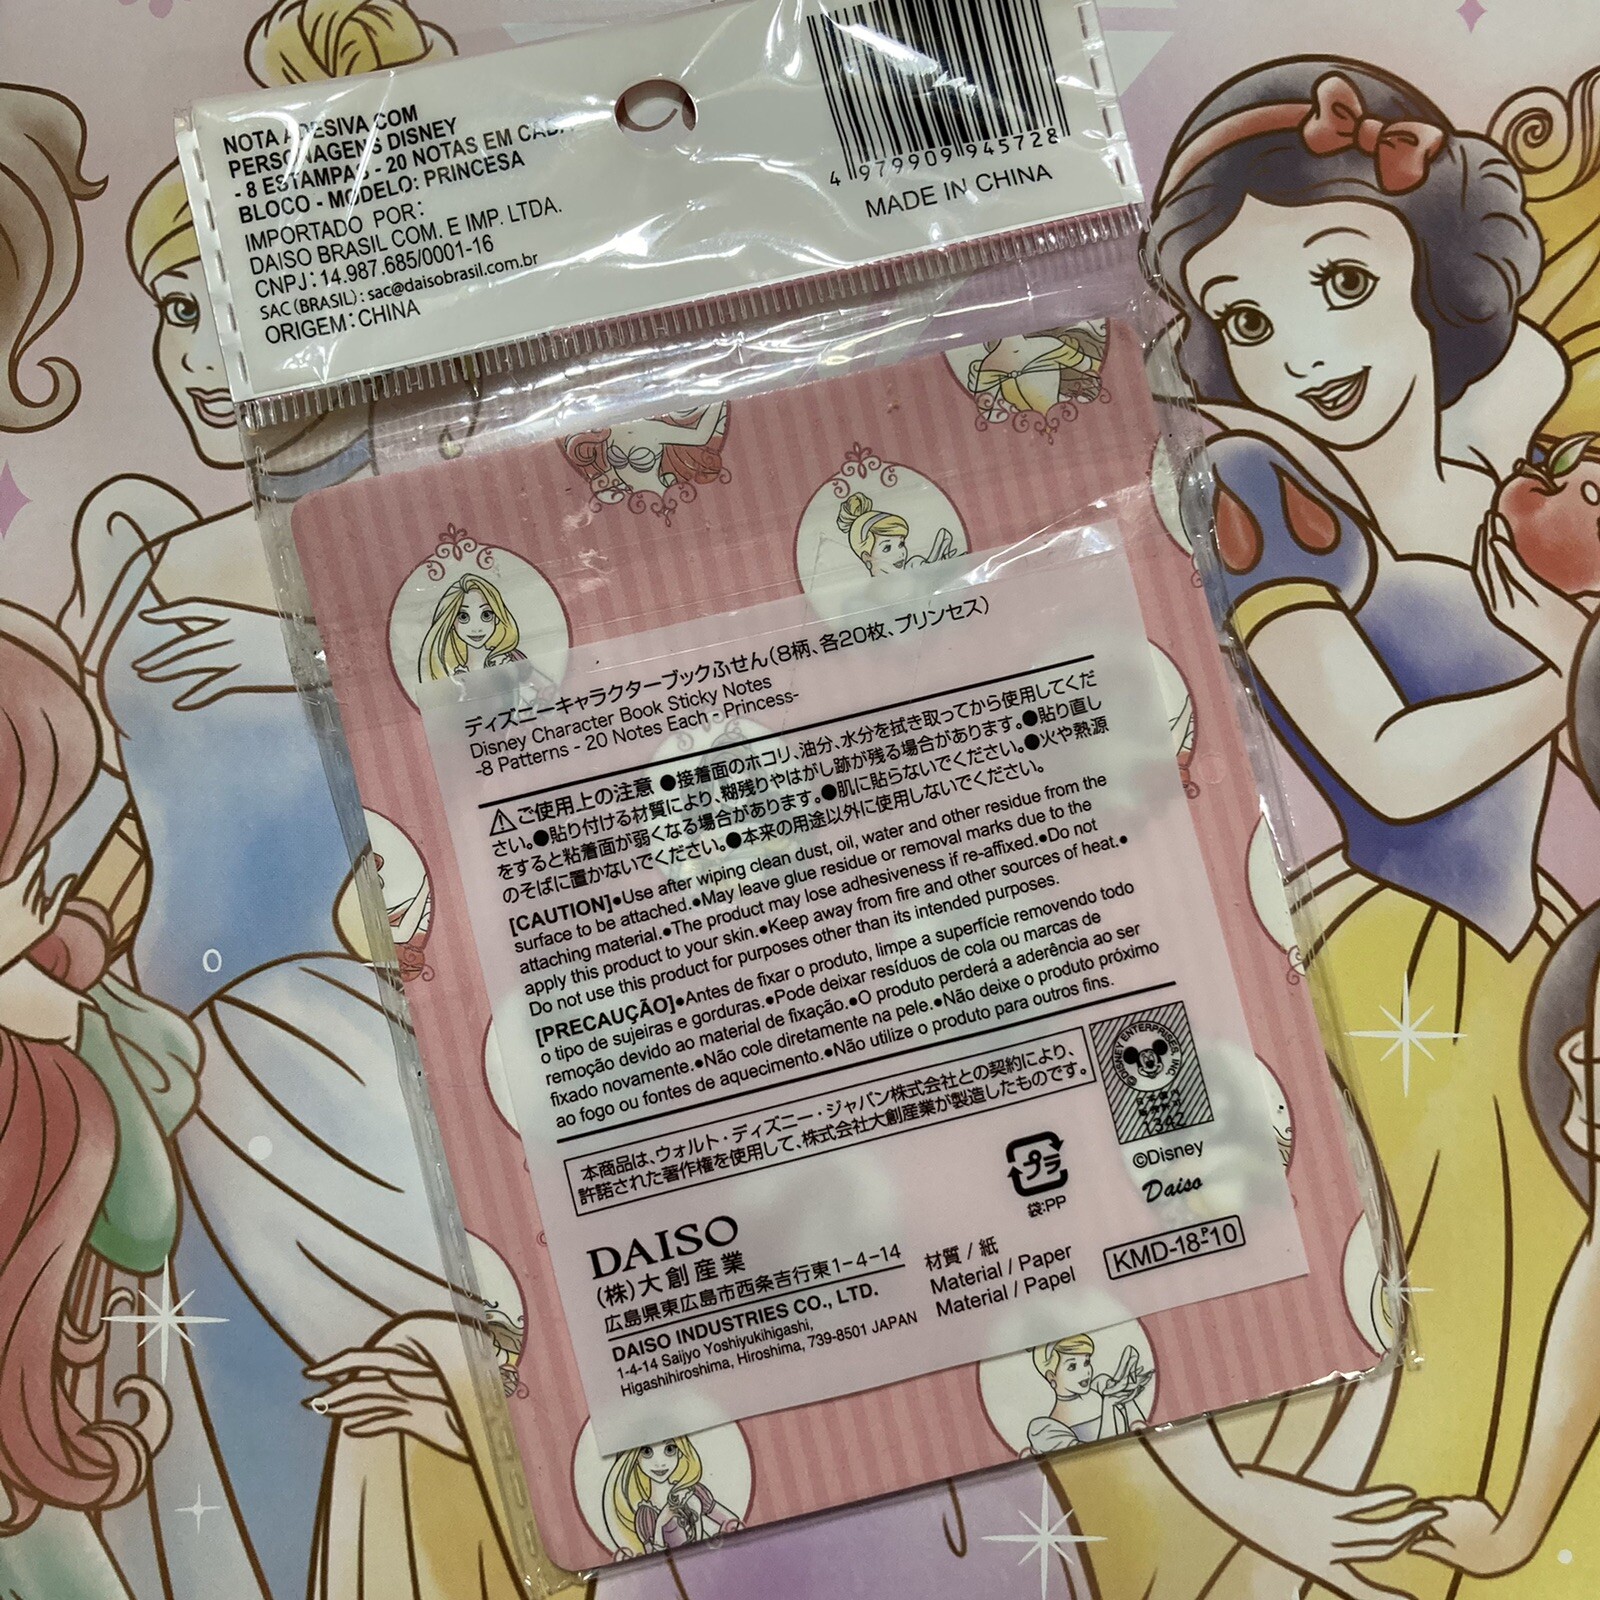 NOTA ADESIVA COM
PERSONAGENS DISNEY
- 8 ESTAMPAS - 20 NOTAS EM CADA
BLOCO - MODELO: PRINCESA
IMPORTADO POR:
DAISO BRASIL COM. E IMP. LTDA.
CNPJ: 14.987.685/0001-16
SAC (BRASIL): sac@daisobrasil.com.br
ORIGEM: CHINA
4 979909 945728
MADE IN CHINA
ディズニーキャラクターブックふせん(8柄、各20枚、プリンセス)
Disney Character Book Sticky Notes
-8 Patterns - 20 Notes Each - Princess-
⚠ご使用上の注意 ●接着面のホコリ、油分、水分を拭き取ってから使用してくだ
さい。●貼り付ける材質により、糊残りやはがし跡が残る場合があります。●貼り直し
をすると粘着面が弱くなる場合があります。●肌に貼らないでください。●火や熱源
のそばに置かないでください。●本来の用途以外に使用しないでください。
[CAUTION]●Use after wiping clean dust, oil, water and other residue from the
surface to be attached.●May leave glue residue or removal marks due to the
attaching material.●The product may lose adhesiveness if re-affixed.●Do not
apply this product to your skin.●Keep away from fire and other sources of heat.●
Do not use this product for purposes other than its intended purposes.
[PRECAUÇÃO]●Antes de fixar o produto, limpe a superfície removendo todo
o tipo de sujeiras e gorduras.●Pode deixar resíduos de cola ou marcas de
remoção devido ao material de fixação.●O produto perderá a aderência ao ser
fixado novamente.●Não cole diretamente na pele.●Não deixe o produto próximo
ao fogo ou fontes de aquecimento.●Não utilize o produto para outros fins.
本商品は、ウォルト・ディズニー・ジャパン株式会社との契約により、
許諾された著作権を使用して、株式会社大創産業が製造したものです。
©DISNEY ENTERPRISES, INC.
1342
©Disney
Daiso
プラ
袋:PP
KMD-18-P10
DAISO
(株)大創産業
広島県東広島市西条吉行東1-4-14
DAISO INDUSTRIES CO., LTD.
1-4-14 Saijyo Yoshiyukihigashi,
Higashihiroshima, Hiroshima, 739-8501 JAPAN
材質 / 紙
Material / Paper
Material / Papel